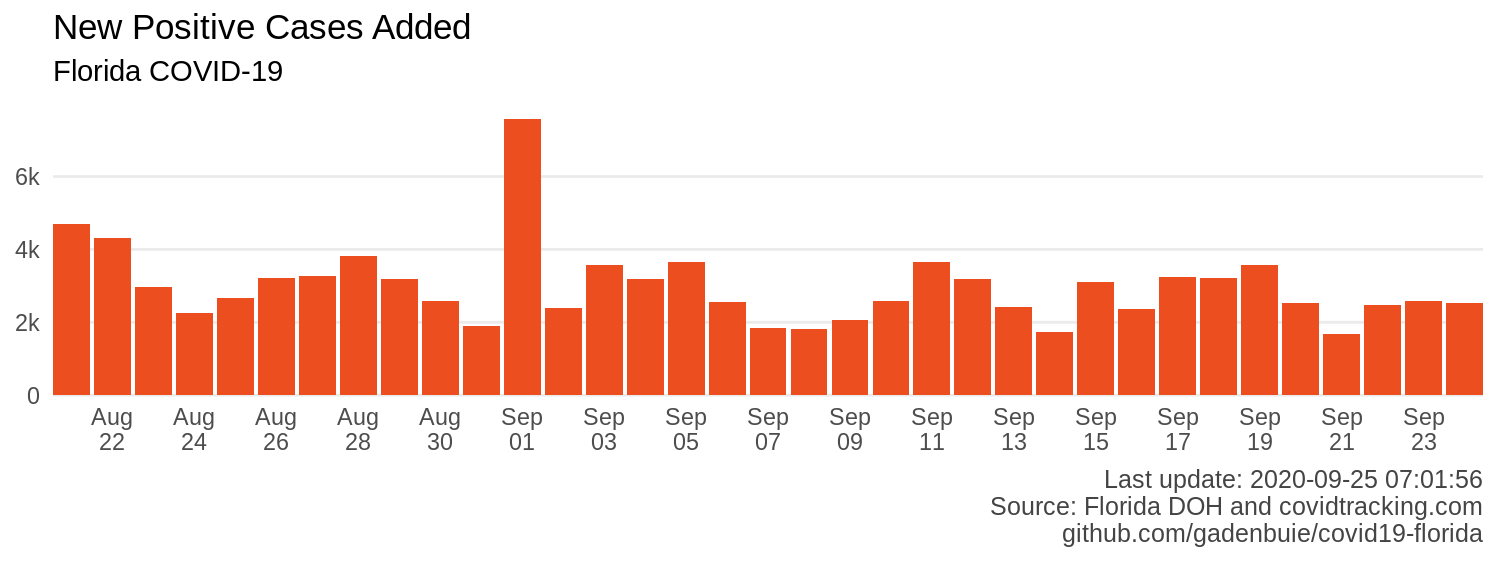 New Positive Cases Added
Florida COVID-19
6k
4k
2k
0
Aug Aug Aug Aug Aug Sep Sep Sep Sep Sep Sep Sep Sep Sep Sep Sep Sep
22 24 26 28 30 01 03 05 07 09 11 13 15 17 19 21 23
Last update: 2020-09-25 07:01:56
Source: Florida DOH and covidtracking.com
github.com/gadenbuie/covid19-florida